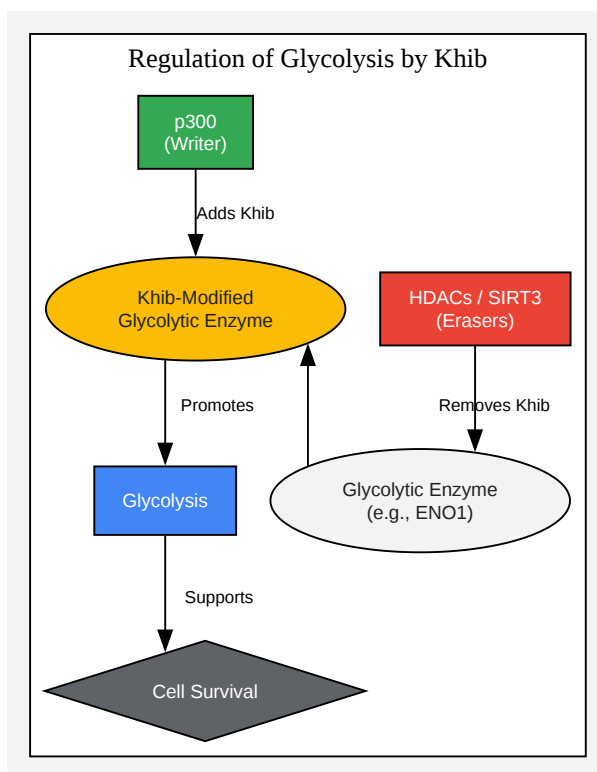 Regulation of Glycolysis by Khib
p300
(Writer)
Adds Khib
Khib-Modified
Glycolytic Enzyme
HDACs / SIRT3
(Erasers)
Promotes
Removes Khib
Glycolysis
Glycolytic Enzyme
(e.g., ENO1)
Supports
Cell Survival